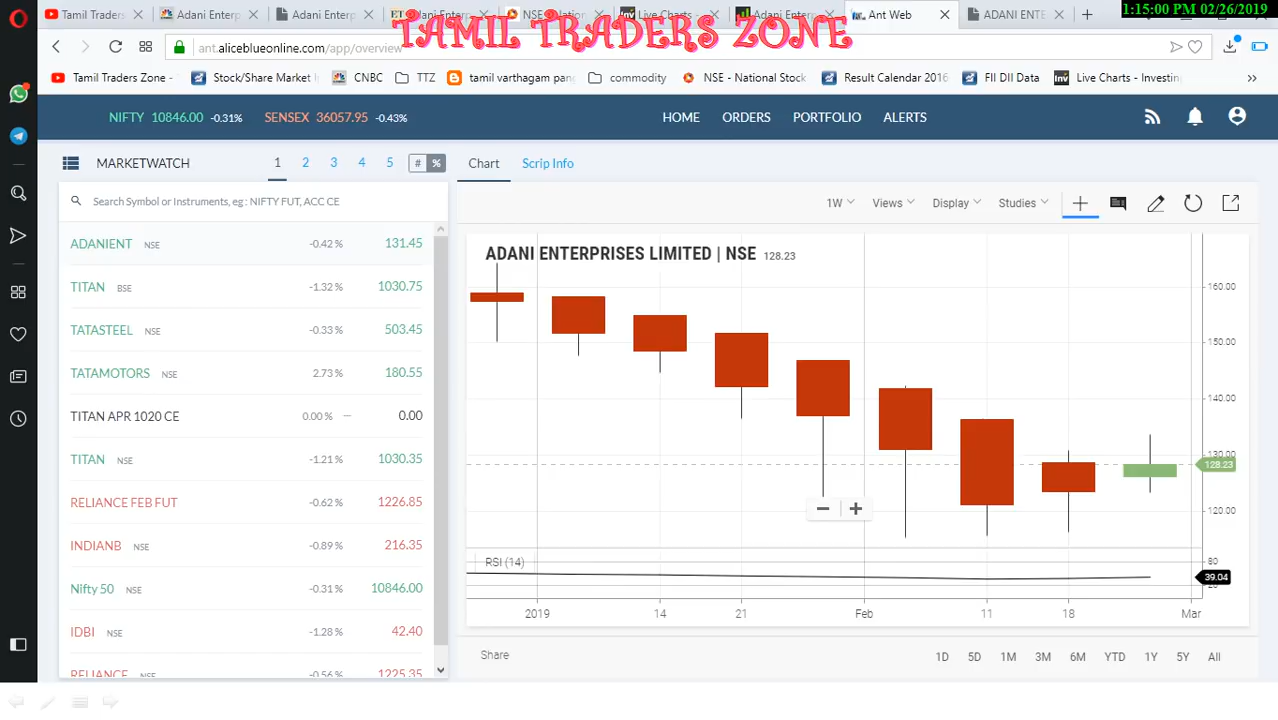 1:15:00 PM 02/26/2019
Tamil Traders
Adani Enterp
Adani Enterp
ET
NSE
Live Charts -
Adani Enterp
Ant Web
ADANI ENTE
TAMIL TRADERS ZONE
ant.aliceblueonline.com/app/overview
Tamil Traders Zone -
Stock/Share Market I
CNBC
TTZ
tamil varthagam pan
commodity
NSE - National Stock
Result Calendar 2016
FII DII Data
Live Charts - Investin
NIFTY 10846.00 -0.31% SENSEX 36057.95 -0.43%
HOME ORDERS PORTFOLIO ALERTS
MARKETWATCH 1 2 3 4 5 # %
Search Symbol or Instruments, eg : NIFTY FUT, ACC CE
ADANIENT NSE -0.42 % 131.45
TITAN BSE -1.32 % 1030.75
TATASTEEL NSE -0.33 % 503.45
TATAMOTORS NSE 2.73 % 180.55
TITAN APR 1020 CE 0.00 % 0.00
TITAN NSE -1.21 % 1030.35
RELIANCE FEB FUT -0.62 % 1226.85
INDIANB NSE -0.89 % 216.35
Nifty 50 NSE -0.31 % 10846.00
IDBI NSE -1.28 % 42.40
RELIANCE NSE -0.56 % 1225.35
Chart Scrip Info
1W Views Display Studies
ADANI ENTERPRISES LIMITED | NSE 128.23
160.00
150.00
140.00
130.00
128.23
120.00
RSI (14)
80
39.04
2019 14 21 Feb 11 18 Mar
Share
1D 5D 1M 3M 6M YTD 1Y 5Y All